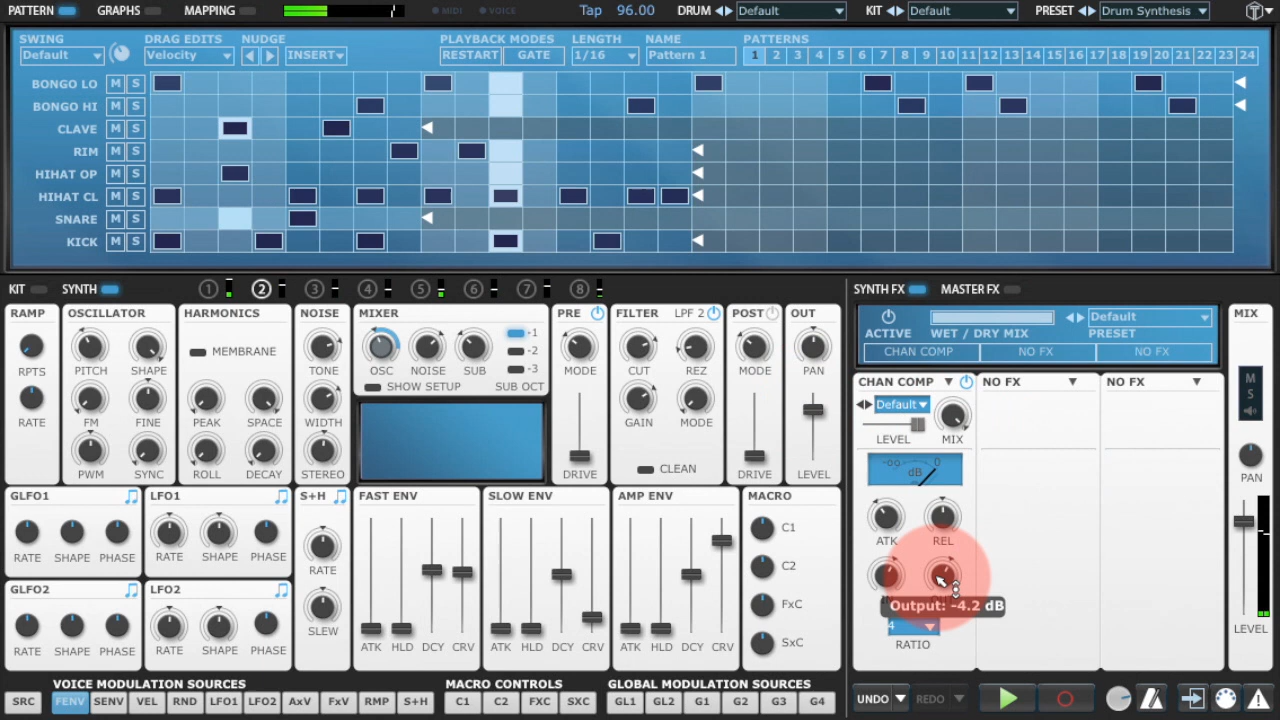 PATTERN GRAPHS MAPPING MIDI VOICE Tap 96.00 DRUM Default KIT Default PRESET Drum Synthesis
SWING DRAG EDITS NUDGE PLAYBACK MODES LENGTH NAME PATTERNS
Default Velocity INSERT RESTART GATE 1/16 Pattern 1 1 2 3 4 5 6 7 8 9 10 11 12 13 14 15 16 17 18 19 20 21 22 23 24
BONGO LO M S
BONGO HI M S
CLAVE M S
RIM M S
HIHAT OP M S
HIHAT CL M S
SNARE M S
KICK M S
KIT SYNTH 1 2 3 4 5 6 7 8 SYNTH FX MASTER FX
RAMP OSCILLATOR HARMONICS NOISE MIXER PRE FILTER LPF 2 POST OUT MIX
Default
ACTIVE WET / DRY MIX PRESET
CHAN COMP NO FX NO FX
-1
-2
-3
MEMBRANE
RPTS PITCH SHAPE TONE OSC NOISE SUB MODE CUT REZ MODE PAN
SHOW SETUP SUB OCT
CHAN COMP NO FX NO FX
Default
RATE FM FINE PEAK SPACE WIDTH GAIN MODE
LEVEL MIX
M
S
PWM SYNC ROLL DECAY STEREO DRIVE CLEAN DRIVE LEVEL
-oo 0
dB
PAN
GLFO1 LFO1 S+H FAST ENV SLOW ENV AMP ENV MACRO
C1
ATK REL
RATE SHAPE PHASE RATE SHAPE PHASE RATE
C2
GLFO2 LFO2
FxC
Output: -4.2 dB
4
LEVEL
RATE SHAPE PHASE RATE SHAPE PHASE SLEW
ATK HLD DCY CRV ATK HLD DCY CRV ATK HLD DCY CRV SxC
RATIO
VOICE MODULATION SOURCES MACRO CONTROLS GLOBAL MODULATION SOURCES
SRC FENV SENV VEL RND LFO1 LFO2 AxV FxV RMP S+H C1 C2 FXC SXC GL1 GL2 G1 G2 G3 G4 UNDO REDO